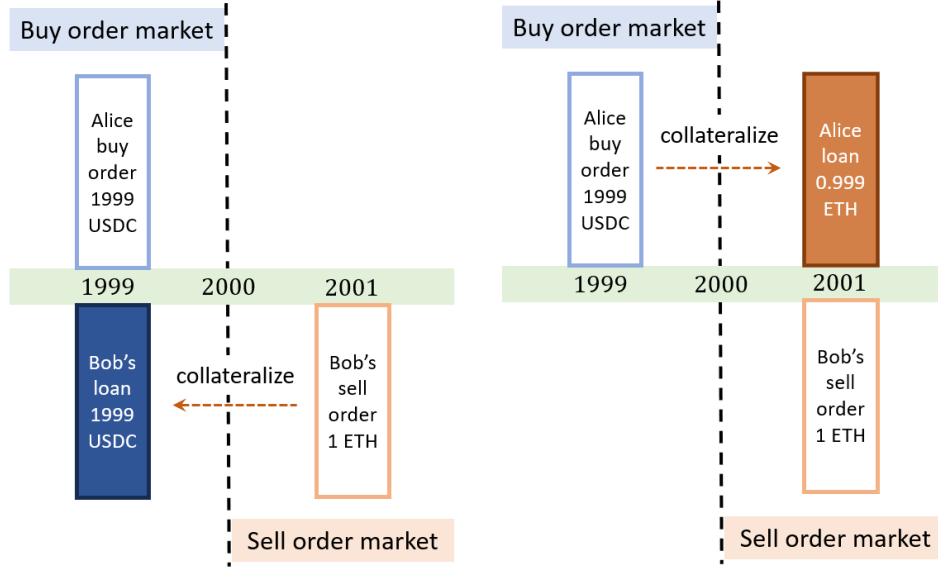 Buy order market
Alice
buy
order
1999
USDC
1999
2000
2001
Bob's
loan
1999
USDC
collateralize
Bob's
sell
order
1 ETH
Sell order market
Buy order market
Alice
buy
order
1999
USDC
collateralize
Alice
loan
0.999
ETH
1999
2000
2001
Bob's
sell
order
1 ETH
Sell order market